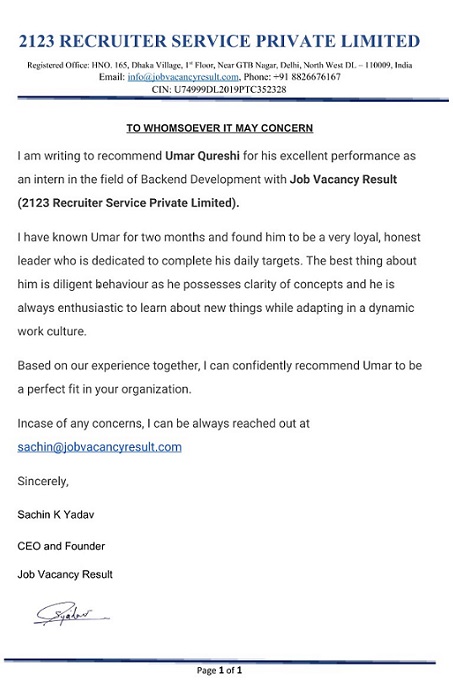 2123 RECRUITER SERVICE PRIVATE LIMITED
Registered Office: HNO. 165, Dhaka Village, 1st Floor, Near GTB Nagar, Delhi, North West DL – 110009, India
Email: info@jobvacancyresult.com, Phone: +91 8826676167
CIN: U74999DL2019PTC352328
TO WHOMSOEVER IT MAY CONCERN
I am writing to recommend Umar Qureshi for his excellent performance as
an intern in the field of Backend Development with Job Vacancy Result
(2123 Recruiter Service Private Limited).
I have known Umar for two months and found him to be a very loyal, honest
leader who is dedicated to complete his daily targets. The best thing about
him is diligent behaviour as he possesses clarity of concepts and he is
always enthusiastic to learn about new things while adapting in a dynamic
work culture.
Based on our experience together, I can confidently recommend Umar to be
a perfect fit in your organization.
Incase of any concerns, I can be always reached out at
sachin@jobvacancyresult.com
Sincerely,
Sachin K Yadav
CEO and Founder
Job Vacancy Result
Page 1 of 1